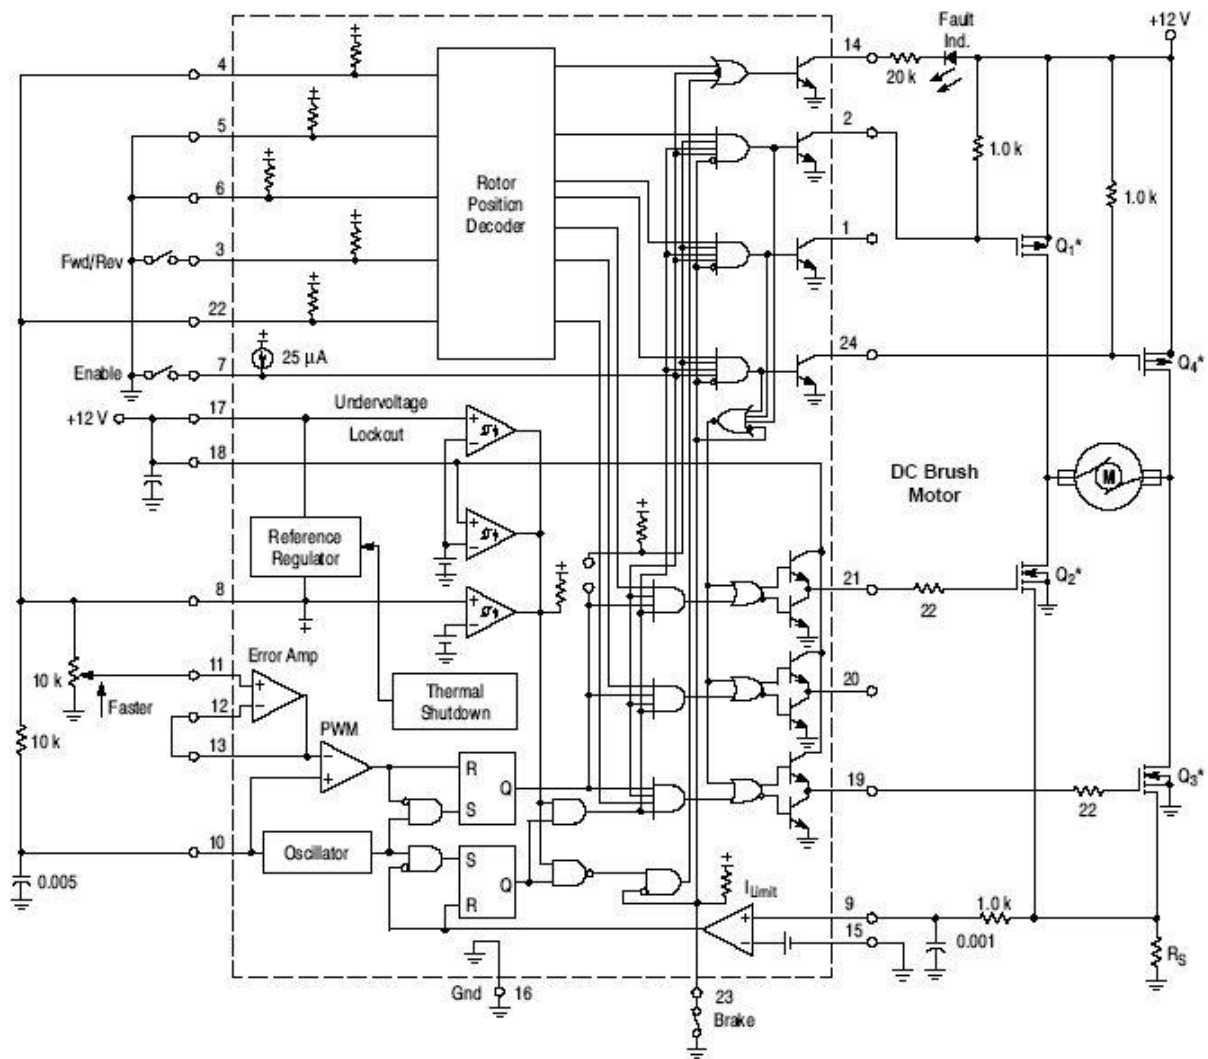 Fault
Ind.
+12 V
14
20 k
4
5
6
Rotor
Position
Decoder
2
1.0 k
1.0 k
Fwd/Rev
3
1
Q1*
22
Enable
7
25 µA
24
Q4*
+12 V
17
Undervoltage
Lockout
18
DC Brush
Motor
M
Reference
Regulator
21
22
Q2*
8
Error Amp
10 k
11
Faster
12
Thermal
Shutdown
20
10 k
13
PWM
R
Q
S
19
22
Q3*
10
Oscillator
S
Q
R
0.005
ILimit
9
1.0 k
15
0.001
RS
Gnd
16
23
Brake